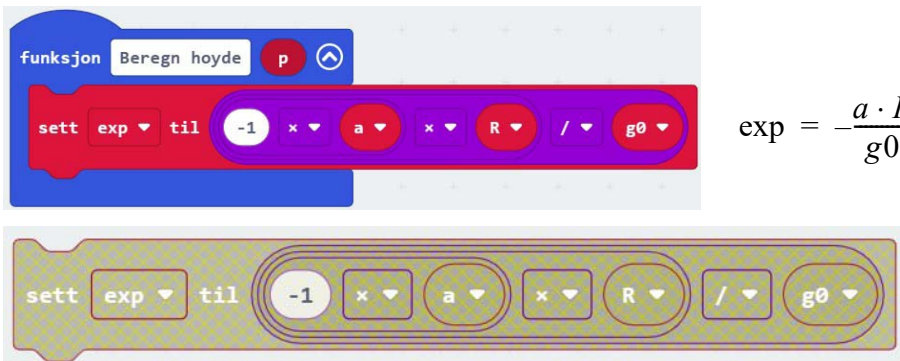 funksjon Beregn hoyde p
sett exp til -1 × a × R / g0
exp = -a ·
g0
sett exp til -1 × a × R / g0